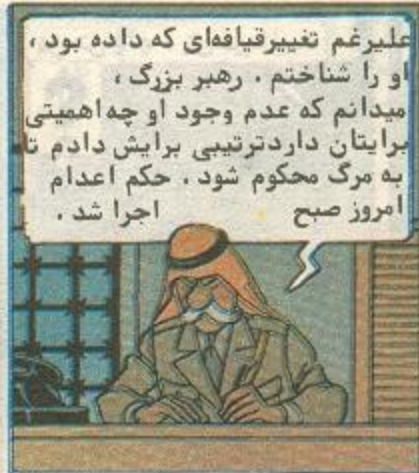 علیرغم تغییرقیافه‌ای که داده بود ،
او را شناختم . رهبر بزرگ ،
میدانم که عدم وجود او چه اهمیتی
برایتان داردترتیبی برایش دادم تا
به مرگ محکوم شود . حکم اعدام
امروز صبح اجرا شد .